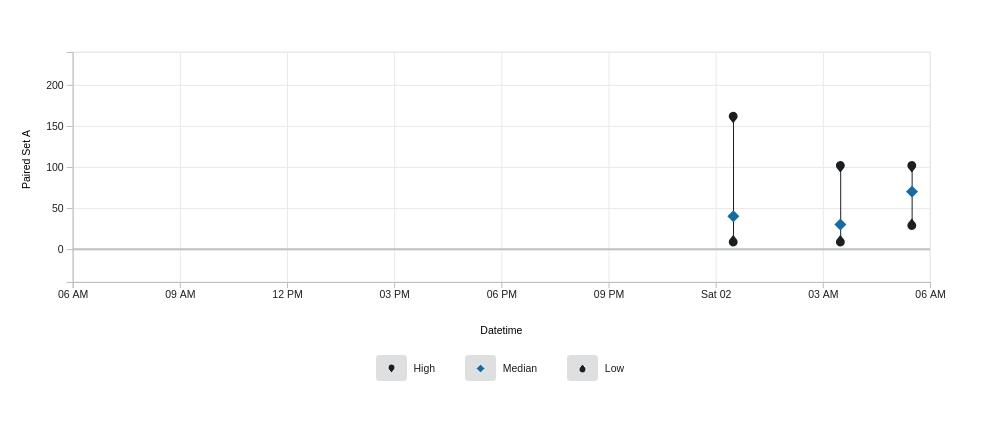 200
150
100
50
0
Paired Set A
06 AM 09 AM 12 PM 03 PM 06 PM 09 PM Sat 02 03 AM 06 AM
Datetime
High Median Low